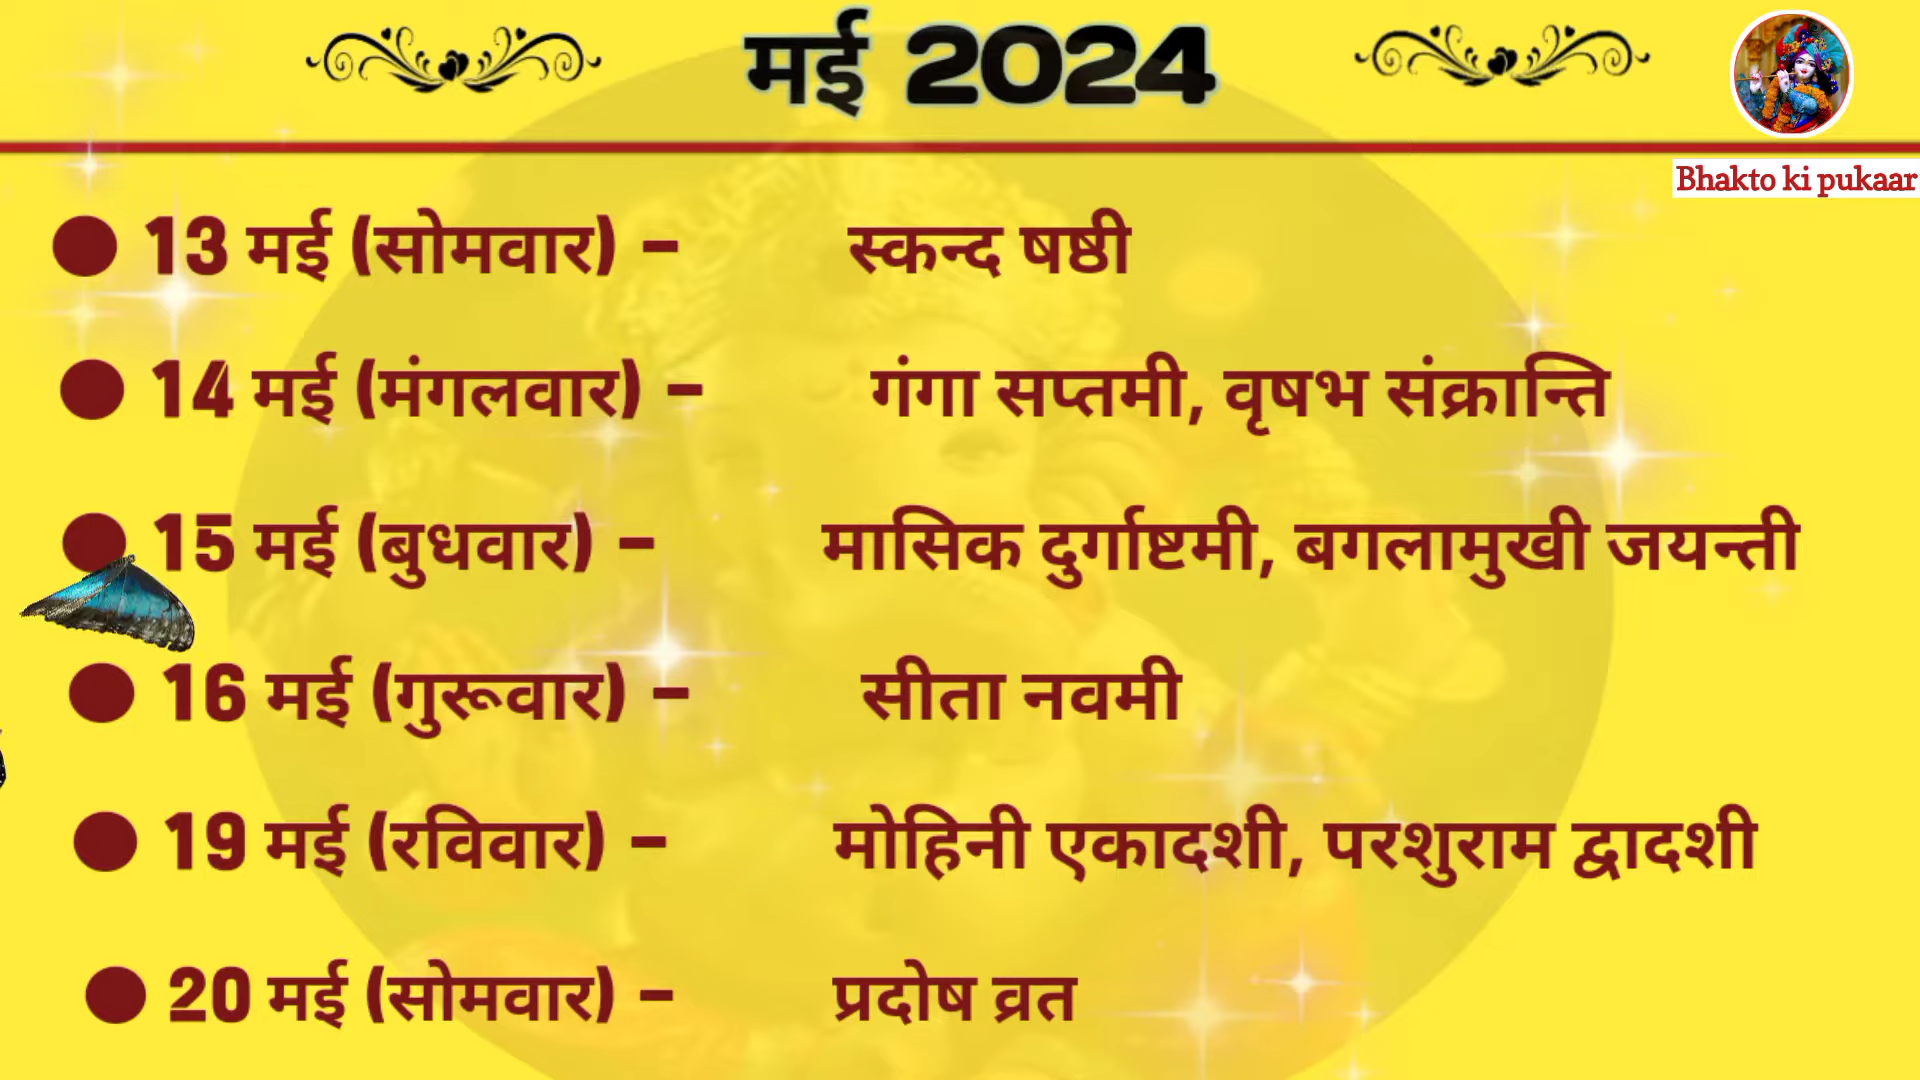 मई 2024
Bhakto ki pukaar
13 मई (सोमवार) – स्कन्द षष्ठी
14 मई (मंगलवार) – गंगा सप्तमी, वृषभ संक्रान्ति
15 मई (बुधवार) – मासिक दुर्गाष्टमी, बगलामुखी जयन्ती
16 मई (गुरूवार) – सीता नवमी
19 मई (रविवार) – मोहिनी एकादशी, परशुराम द्वादशी
20 मई (सोमवार) – प्रदोष व्रत